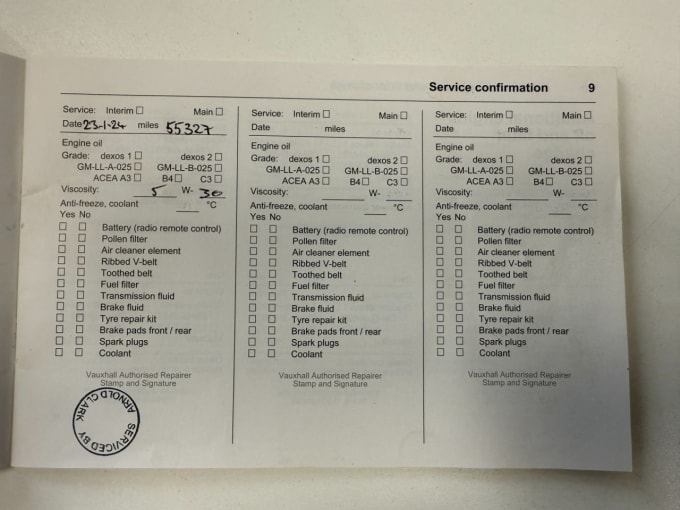 Service confirmation 9
Service: Interim ☐ Main ☐
Date 23-1-24 miles 55327
Engine oil
Grade: dexos 1 ☐ dexos 2 ☐
GM-LL-A-025 ☐ GM-LL-B-025 ☐
ACEA A3 ☐ B4 ☐ C3 ☐
Viscosity: 5 W- 30
Anti-freeze, coolant °C
Yes No
☐ ☐ Battery (radio remote control)
☐ ☐ Pollen filter
☐ ☐ Air cleaner element
☐ ☐ Ribbed V-belt
☐ ☐ Toothed belt
☐ ☐ Fuel filter
☐ ☐ Transmission fluid
☐ ☐ Brake fluid
☐ ☐ Tyre repair kit
☐ ☐ Brake pads front / rear
☐ ☐ Spark plugs
☐ ☐ Coolant
Vauxhall Authorised Repairer
Stamp and Signature
SERVICED BY
ARNOLD CLARK
Service: Interim ☐ Main ☐
Date miles
Engine oil
Grade: dexos 1 ☐ dexos 2 ☐
GM-LL-A-025 ☐ GM-LL-B-025 ☐
ACEA A3 ☐ B4 ☐ C3 ☐
Viscosity: W-
Anti-freeze, coolant °C
Yes No
☐ ☐ Battery (radio remote control)
☐ ☐ Pollen filter
☐ ☐ Air cleaner element
☐ ☐ Ribbed V-belt
☐ ☐ Toothed belt
☐ ☐ Fuel filter
☐ ☐ Transmission fluid
☐ ☐ Brake fluid
☐ ☐ Tyre repair kit
☐ ☐ Brake pads front / rear
☐ ☐ Spark plugs
☐ ☐ Coolant
Vauxhall Authorised Repairer
Stamp and Signature
Service: Interim ☐ Main ☐
Date miles
Engine oil
Grade: dexos 1 ☐ dexos 2 ☐
GM-LL-A-025 ☐ GM-LL-B-025 ☐
ACEA A3 ☐ B4 ☐ C3 ☐
Viscosity: W-
Anti-freeze, coolant °C
Yes No
☐ ☐ Battery (radio remote control)
☐ ☐ Pollen filter
☐ ☐ Air cleaner element
☐ ☐ Ribbed V-belt
☐ ☐ Toothed belt
☐ ☐ Fuel filter
☐ ☐ Transmission fluid
☐ ☐ Brake fluid
☐ ☐ Tyre repair kit
☐ ☐ Brake pads front / rear
☐ ☐ Spark plugs
☐ ☐ Coolant
Vauxhall Authorised Repairer
Stamp and Signature